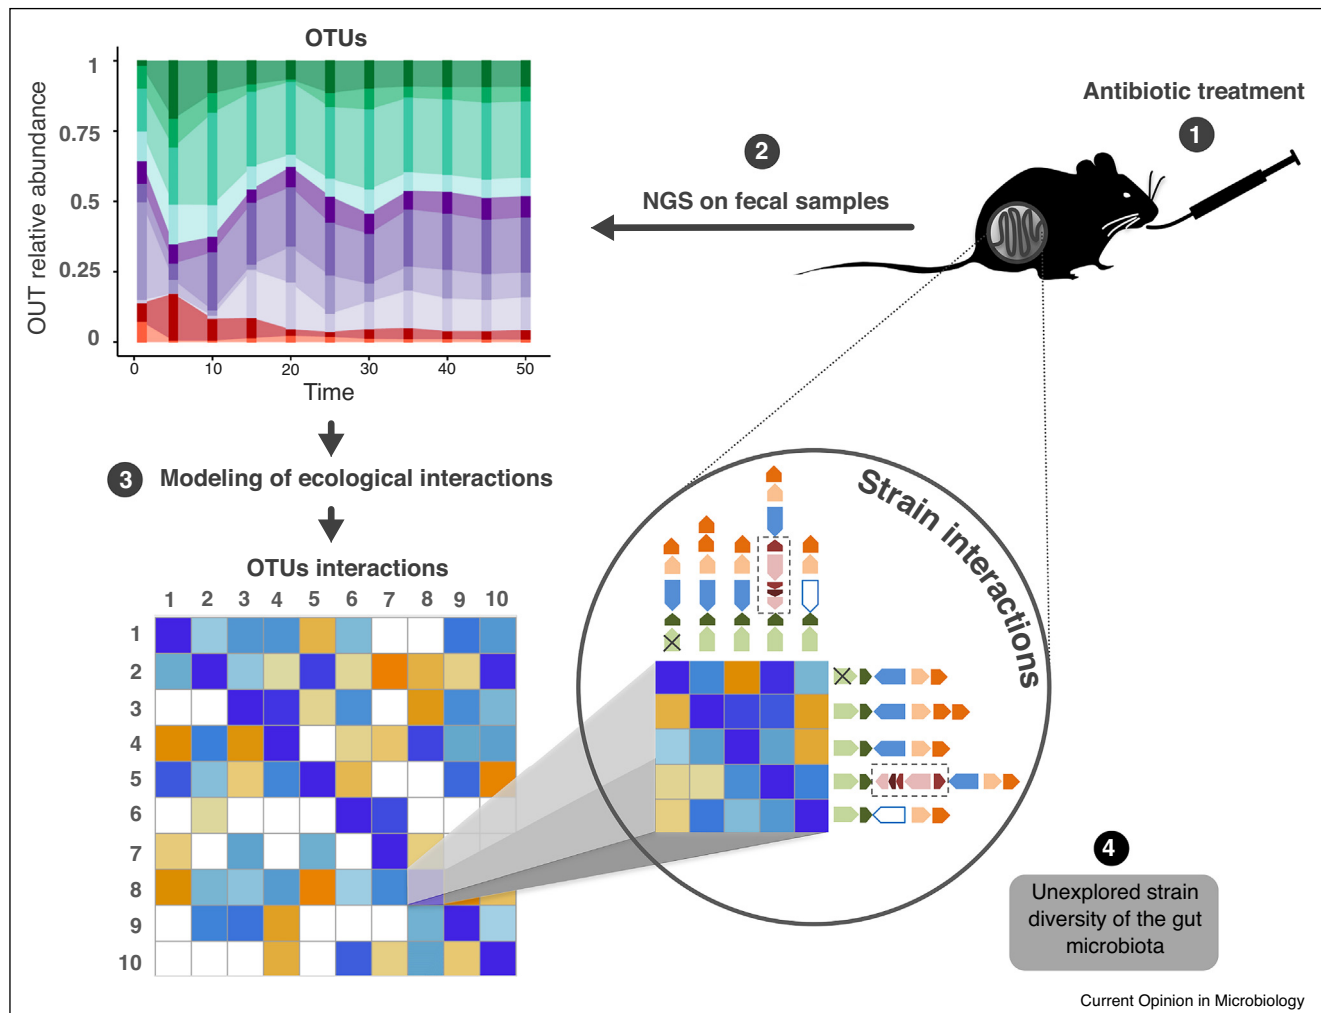 OTUs
OUT relative abundance
1
0.75
0.5
0.25
0
0 10 20 30 40 50
Time
Antibiotic treatment
1
2
NGS on fecal samples
3 Modeling of ecological interactions
OTUs interactions
1 2 3 4 5 6 7 8 9 10
1
2
3
4
5
6
7
8
9
10
Strain interactions
4
Unexplored strain
diversity of the gut
microbiota
Current Opinion in Microbiology